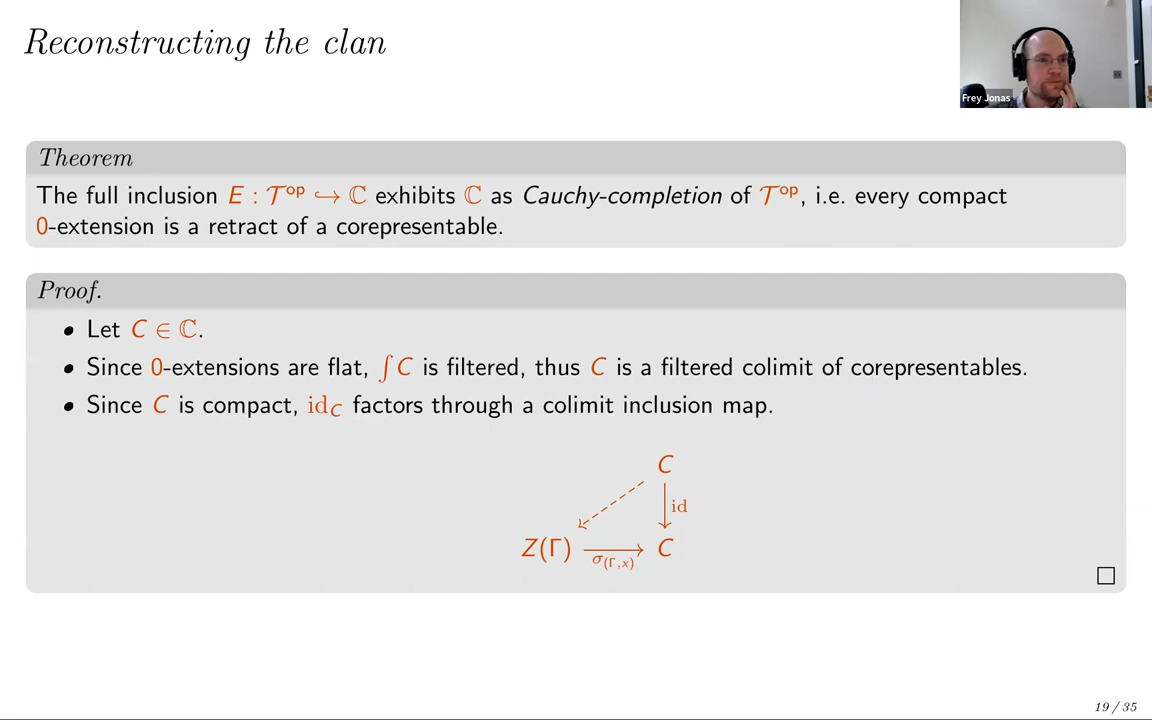 Reconstructing the clan
Frey Jonas
Theorem
The full inclusion E : 𝒯^op ↪ ℂ exhibits ℂ as Cauchy-completion of 𝒯^op, i.e. every compact
0-extension is a retract of a corepresentable.
Proof.
• Let C ∈ ℂ.
• Since 0-extensions are flat, ∫C is filtered, thus C is a filtered colimit of corepresentables.
• Since C is compact, id_C factors through a colimit inclusion map.
C
id
Z(Γ) → C
σ_(Γ,x)
□
19 / 35